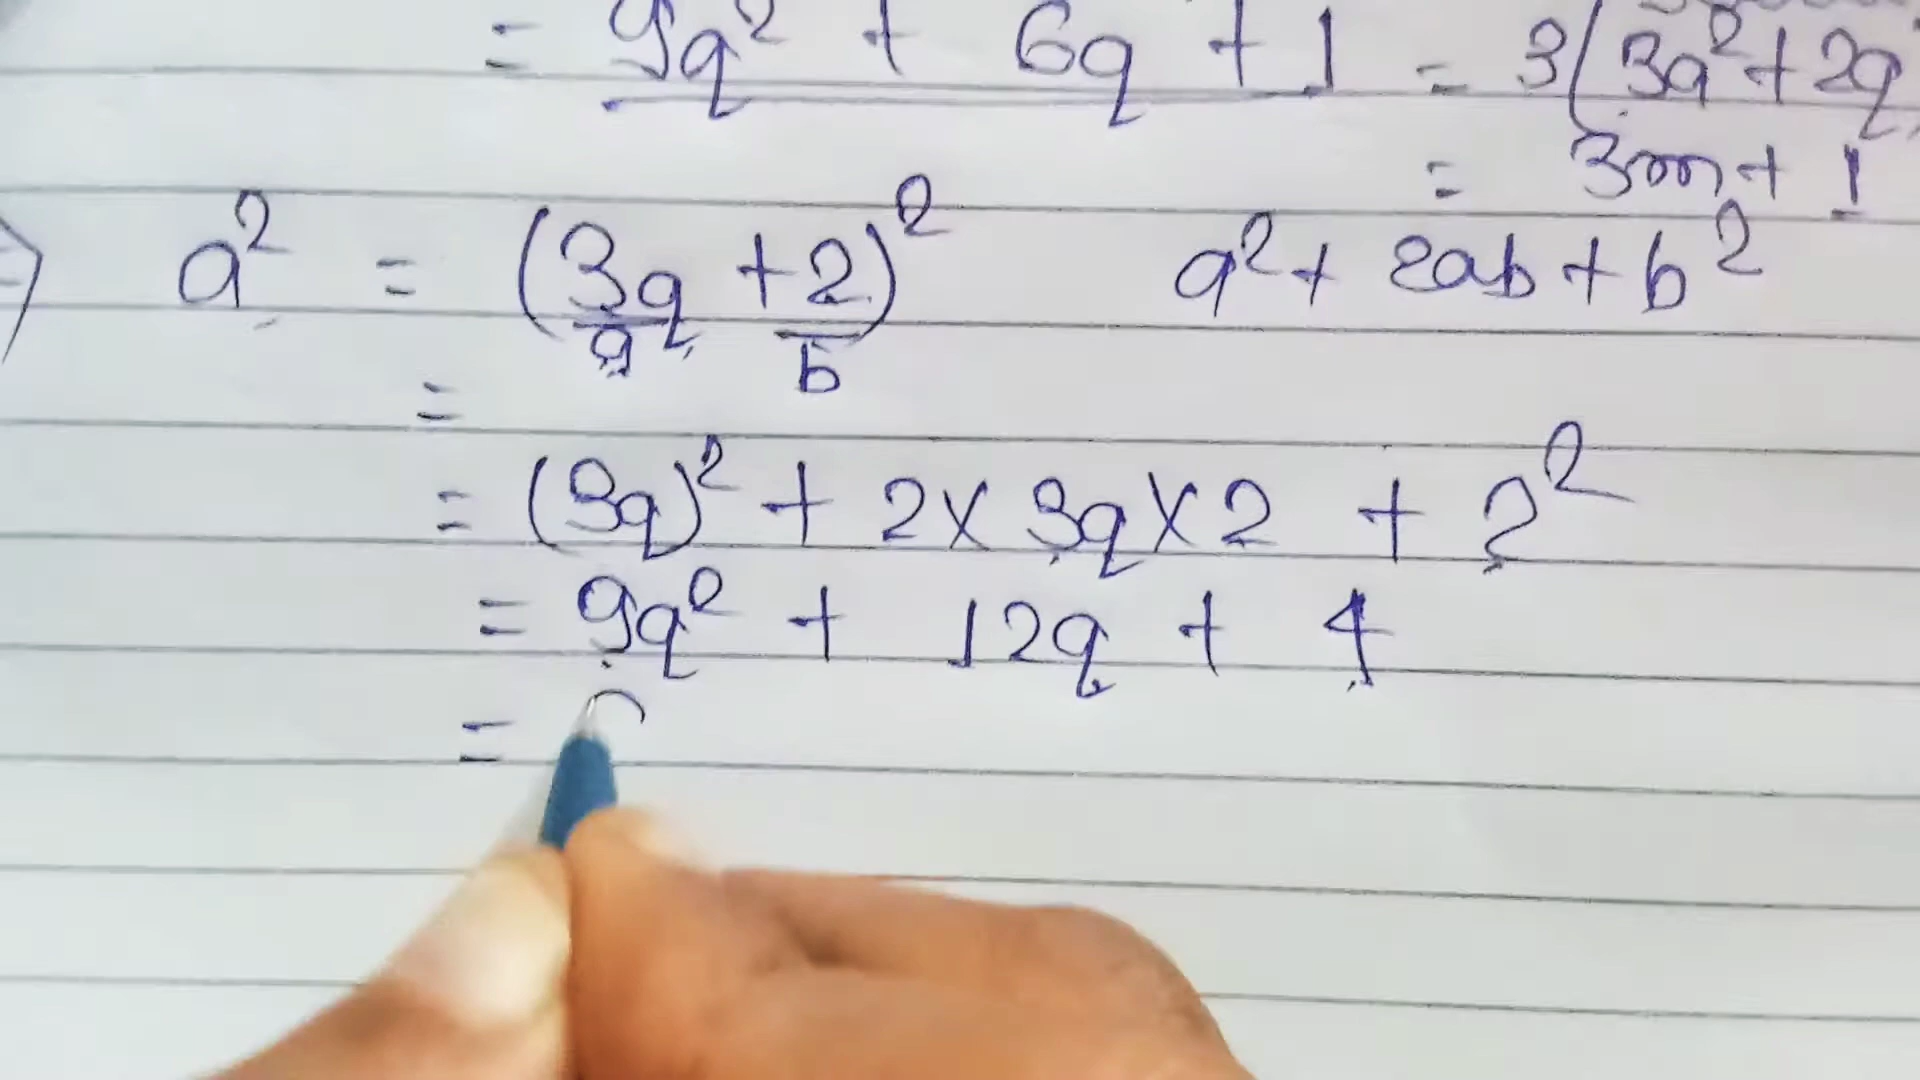 = 9q² + 6q + 1 = 3(3q² + 2q
= 3m + 1
⇒ a² = (3q + 2)² a² + 2ab + b²
a b
=
= (3q)² + 2 × 3q × 2 + 2²
= 9q² + 12q + 4
=